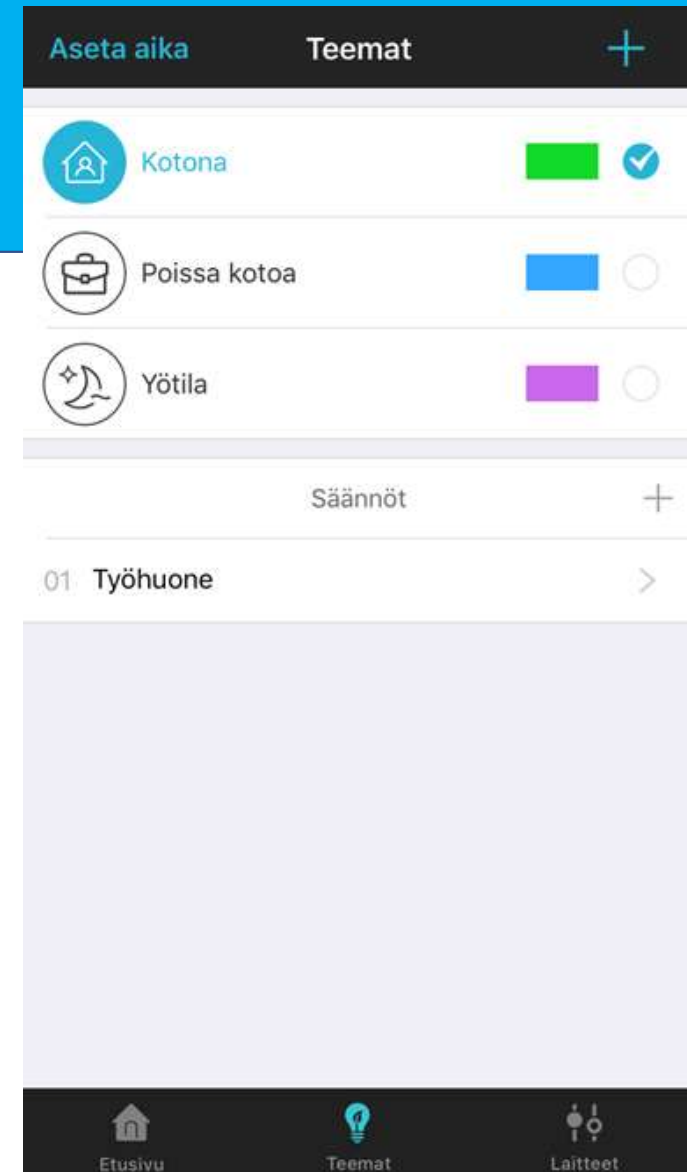 Aseta aika Teemat
Kotona
Poissa kotoa
Yötila
Säännöt
01 Työhuone
Etusivu Teemat Laitteet